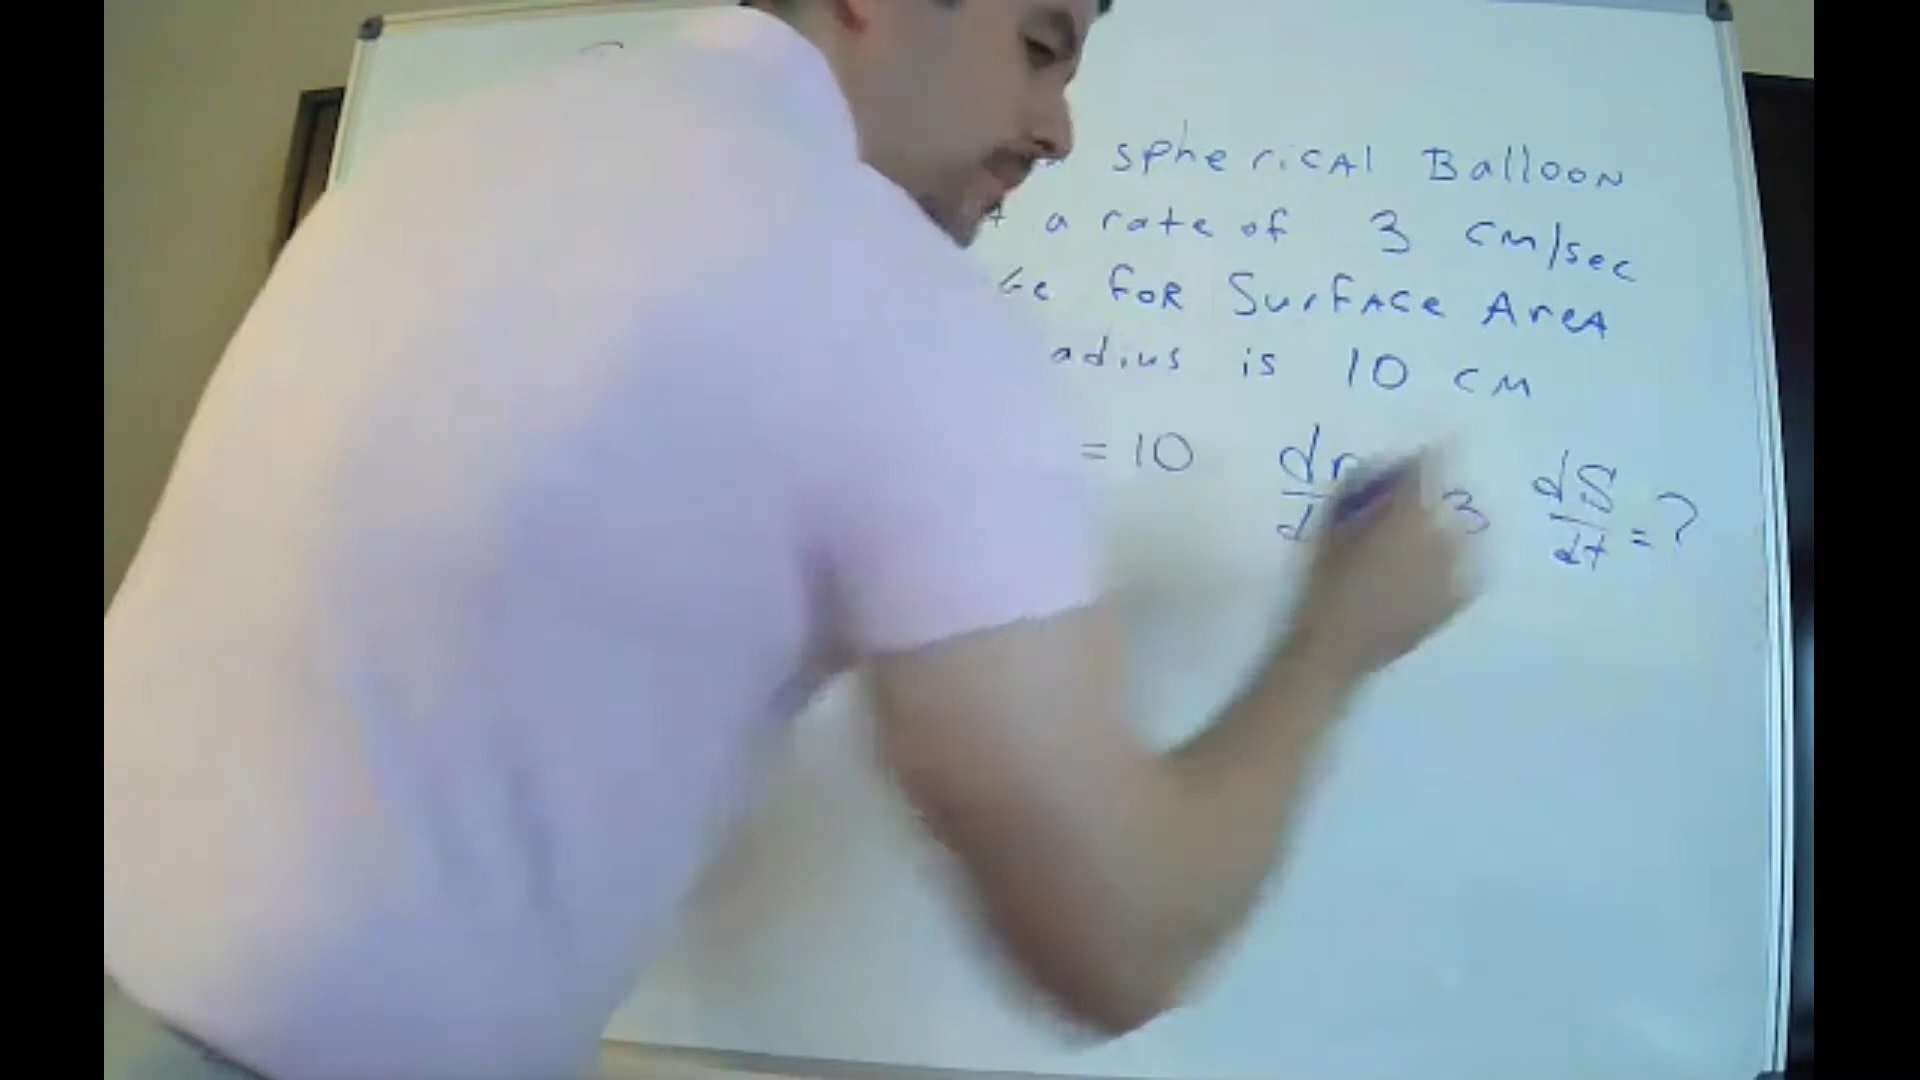 spherical Balloon
a rate of 3 cm/sec
for Surface Area
adius is 10 cm
= 10 dr 3 dS/dt = ?